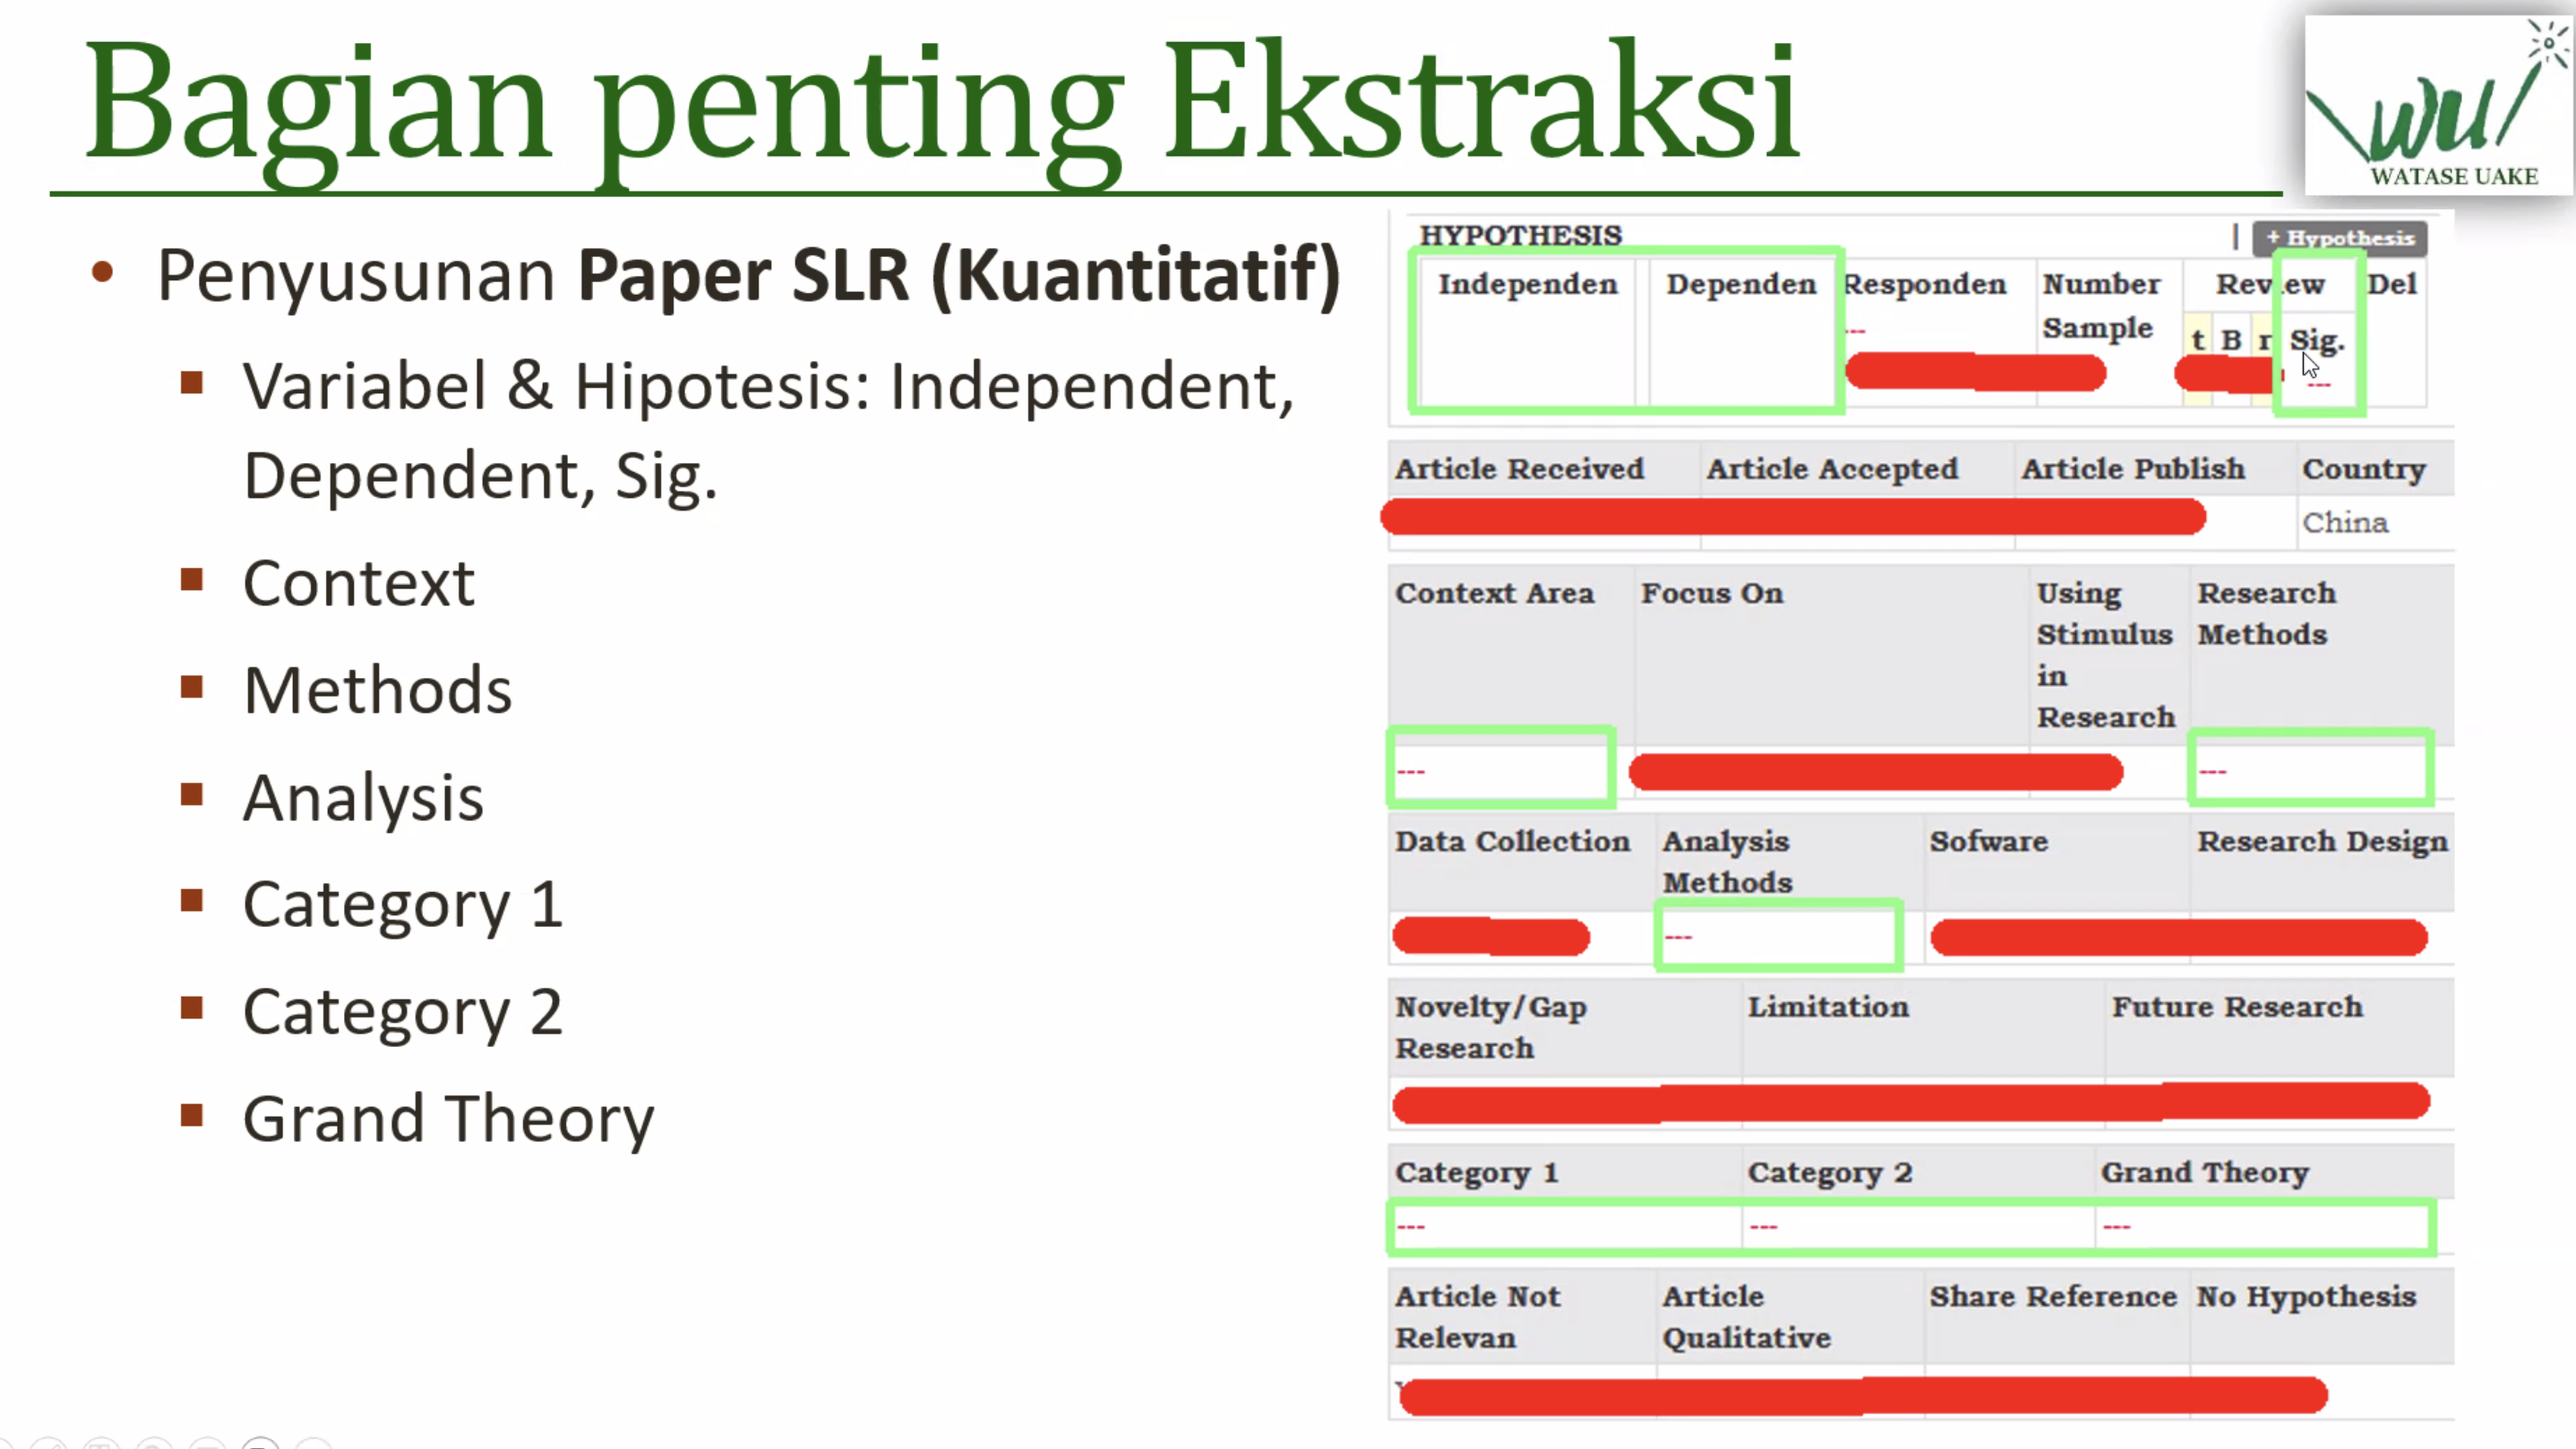 Bagian penting Ekstraksi
WATASE UAKE
• Penyusunan Paper SLR (Kuantitatif)
▪ Variabel & Hipotesis: Independent,
Dependent, Sig.
▪ Context
▪ Methods
▪ Analysis
▪ Category 1
▪ Category 2
▪ Grand Theory
HYPOTHESIS | + Hypothesis
Independen Dependen Responden Number Review Del
--- Sample
t B r Sig.
---
Article Received Article Accepted Article Publish Country
China
Context Area Focus On Using Research
Stimulus Methods
in
Research
--- ---
Data Collection Analysis Sofware Research Design
Methods
---
Novelty/Gap Limitation Future Research
Research
Category 1 Category 2 Grand Theory
--- --- ---
Article Not Article Share Reference No Hypothesis
Relevan Qualitative